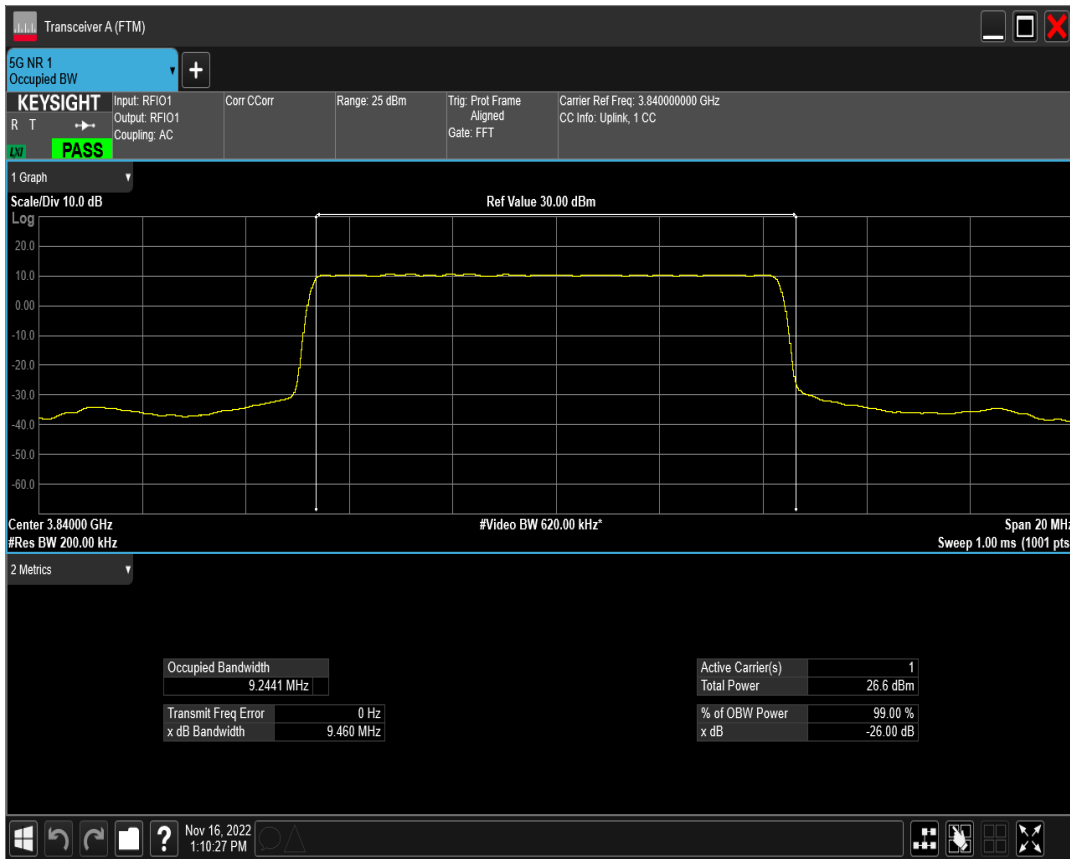 Transceiver A (FTM)
5G NR 1
Occupied BW
+
KEYSIGHT
R T
LXI
PASS
Input: RFIO1
Output: RFIO1
Coupling: AC
Corr CCorr
Range: 25 dBm
Trig: Prot Frame
Aligned
Gate: FFT
Carrier Ref Freq: 3.840000000 GHz
CC Info: Uplink, 1 CC
1 Graph
Scale/Div 10.0 dB
Ref Value 30.00 dBm
Log
20.0
10.0
0.00
-10.0
-20.0
-30.0
-40.0
-50.0
-60.0
Center 3.84000 GHz
#Video BW 620.00 kHz*
Span 20 MHz
#Res BW 200.00 kHz
Sweep 1.00 ms (1001 pts
2 Metrics
Occupied Bandwidth
9.2441 MHz
Transmit Freq Error 0 Hz
x dB Bandwidth 9.460 MHz
Active Carrier(s) 1
Total Power 26.6 dBm
% of OBW Power 99.00 %
x dB -26.00 dB
?
Nov 16, 2022
1:10:27 PM